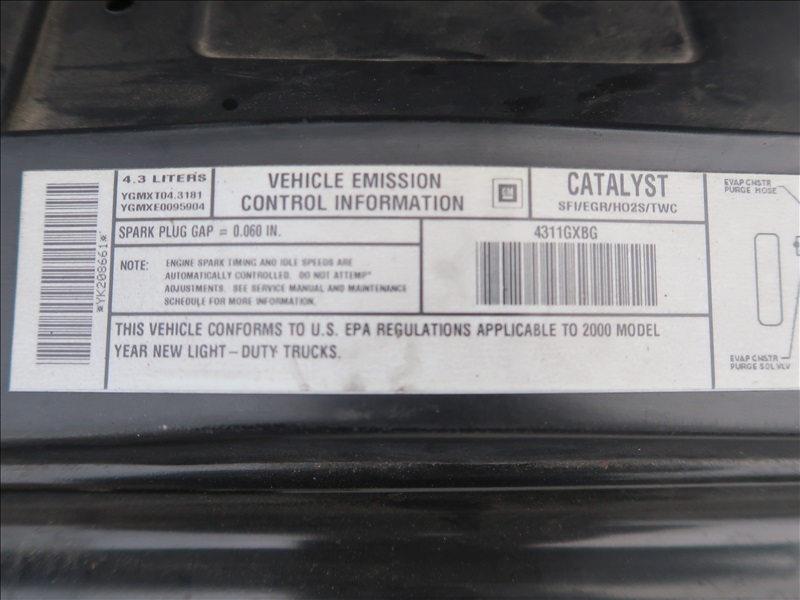 *YK208661*
4.3 LITERS
YGMXT04.3181
YGMXE0095904
VEHICLE EMISSION
CONTROL INFORMATION
GM
CATALYST
SFI/EGR/HO2S/TWC
SPARK PLUG GAP = 0.060 IN.
NOTE: ENGINE SPARK TIMING AND IDLE SPEEDS ARE
AUTOMATICALLY CONTROLLED. DO NOT ATTEMP"
ADJUSTMENTS. SEE SERVICE MANUAL AND MAINTENANCE
SCHEDULE FOR MORE INFORMATION.
4311GXBG
THIS VEHICLE CONFORMS TO U.S. EPA REGULATIONS APPLICABLE TO 2000 MODEL
YEAR NEW LIGHT-DUTY TRUCKS.
EVAP CNSTR
PURGE HOSE
EVAP CNSTR
PURGE SOL VLV